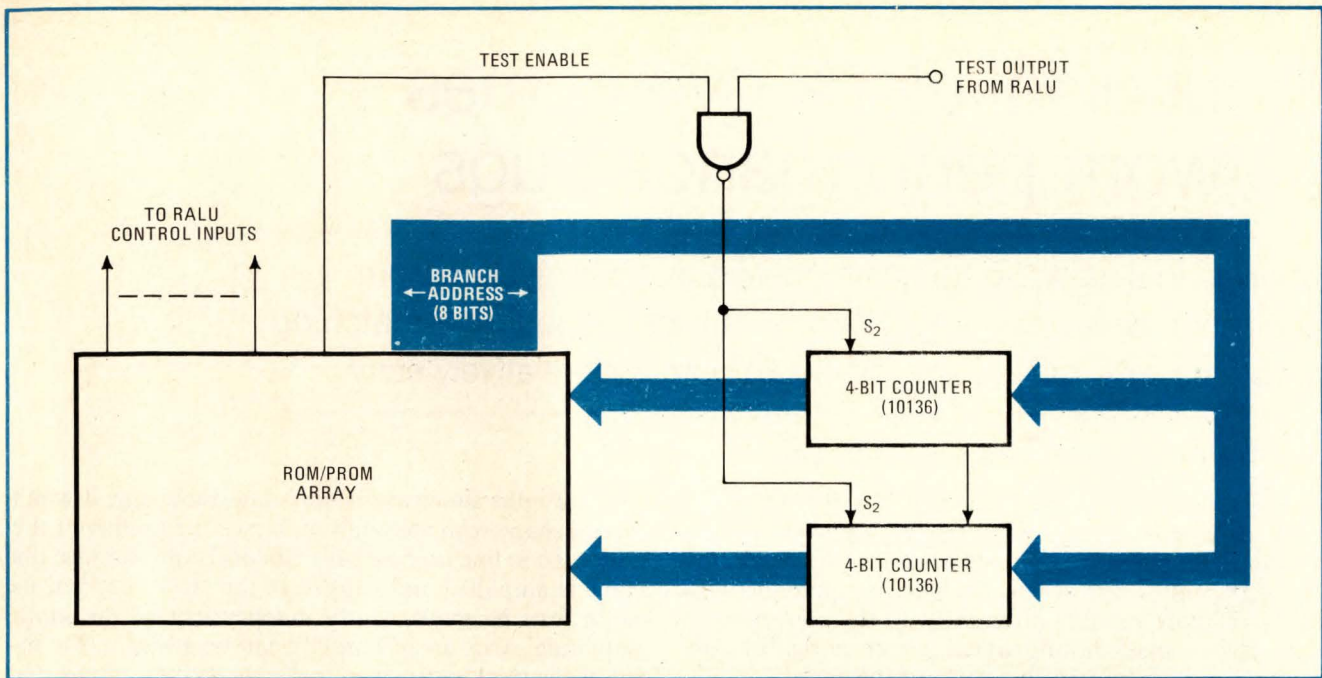 TEST ENABLE
TEST OUTPUT
FROM RALU
TO RALU
CONTROL INPUTS
BRANCH
ADDRESS
(8 BITS)
S₂
4-BIT COUNTER
(10136)
ROM/PROM
ARRAY
S₂
4-BIT COUNTER
(10136)